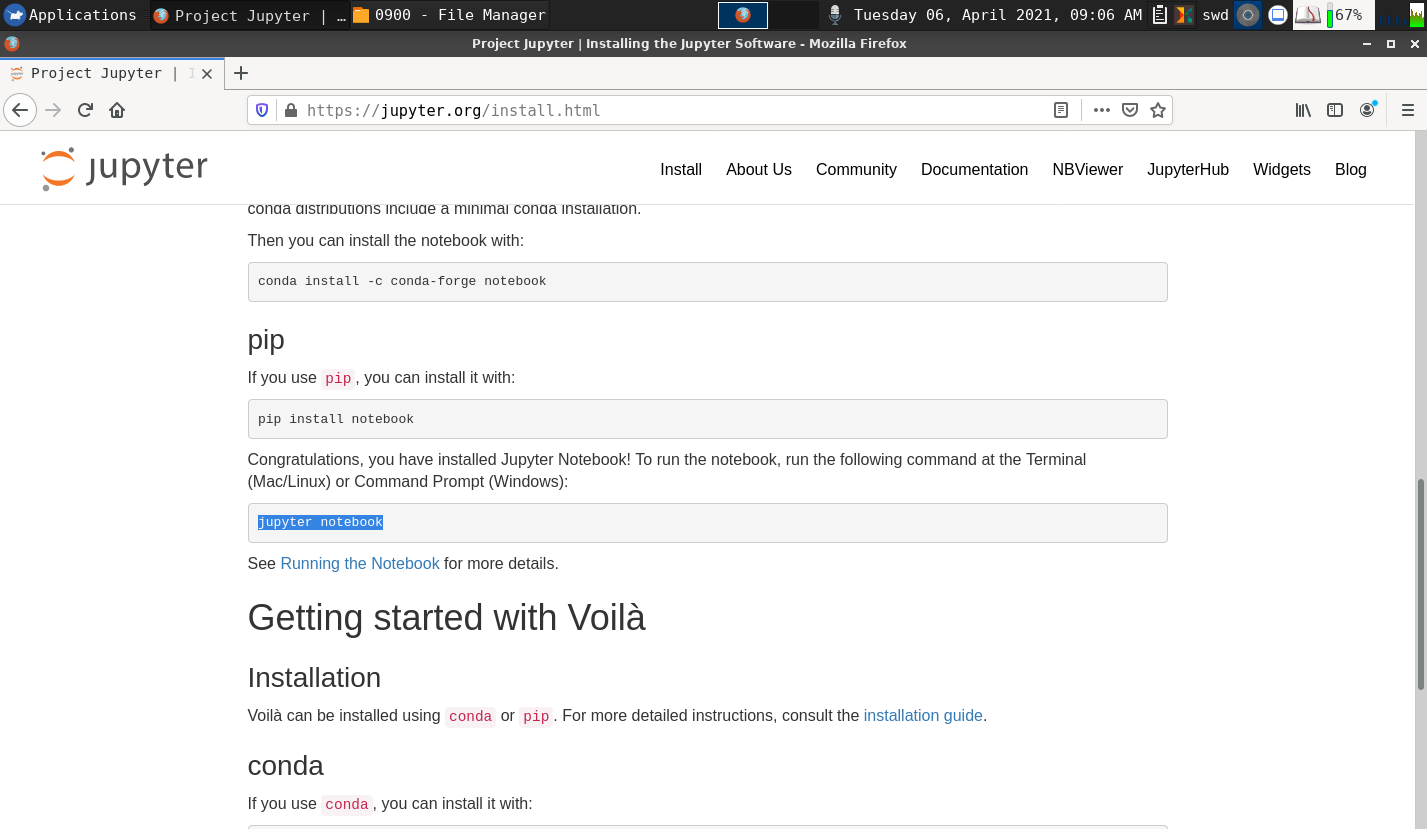 Applications
Project Jupyter | …
0900 - File Manager
Tuesday 06, April 2021, 09:06 AM
swd
67%
Project Jupyter | Installing the Jupyter Software - Mozilla Firefox
Project Jupyter | I
https://jupyter.org/install.html
jupyter
Install About Us Community Documentation NBViewer JupyterHub Widgets Blog
conda distributions include a minimal conda installation.
Then you can install the notebook with:
conda install -c conda-forge notebook
pip
If you use pip, you can install it with:
pip install notebook
Congratulations, you have installed Jupyter Notebook! To run the notebook, run the following command at the Terminal
(Mac/Linux) or Command Prompt (Windows):
jupyter notebook
See Running the Notebook for more details.
Getting started with Voilà
Installation
Voilà can be installed using conda or pip. For more detailed instructions, consult the installation guide.
conda
If you use conda, you can install it with: